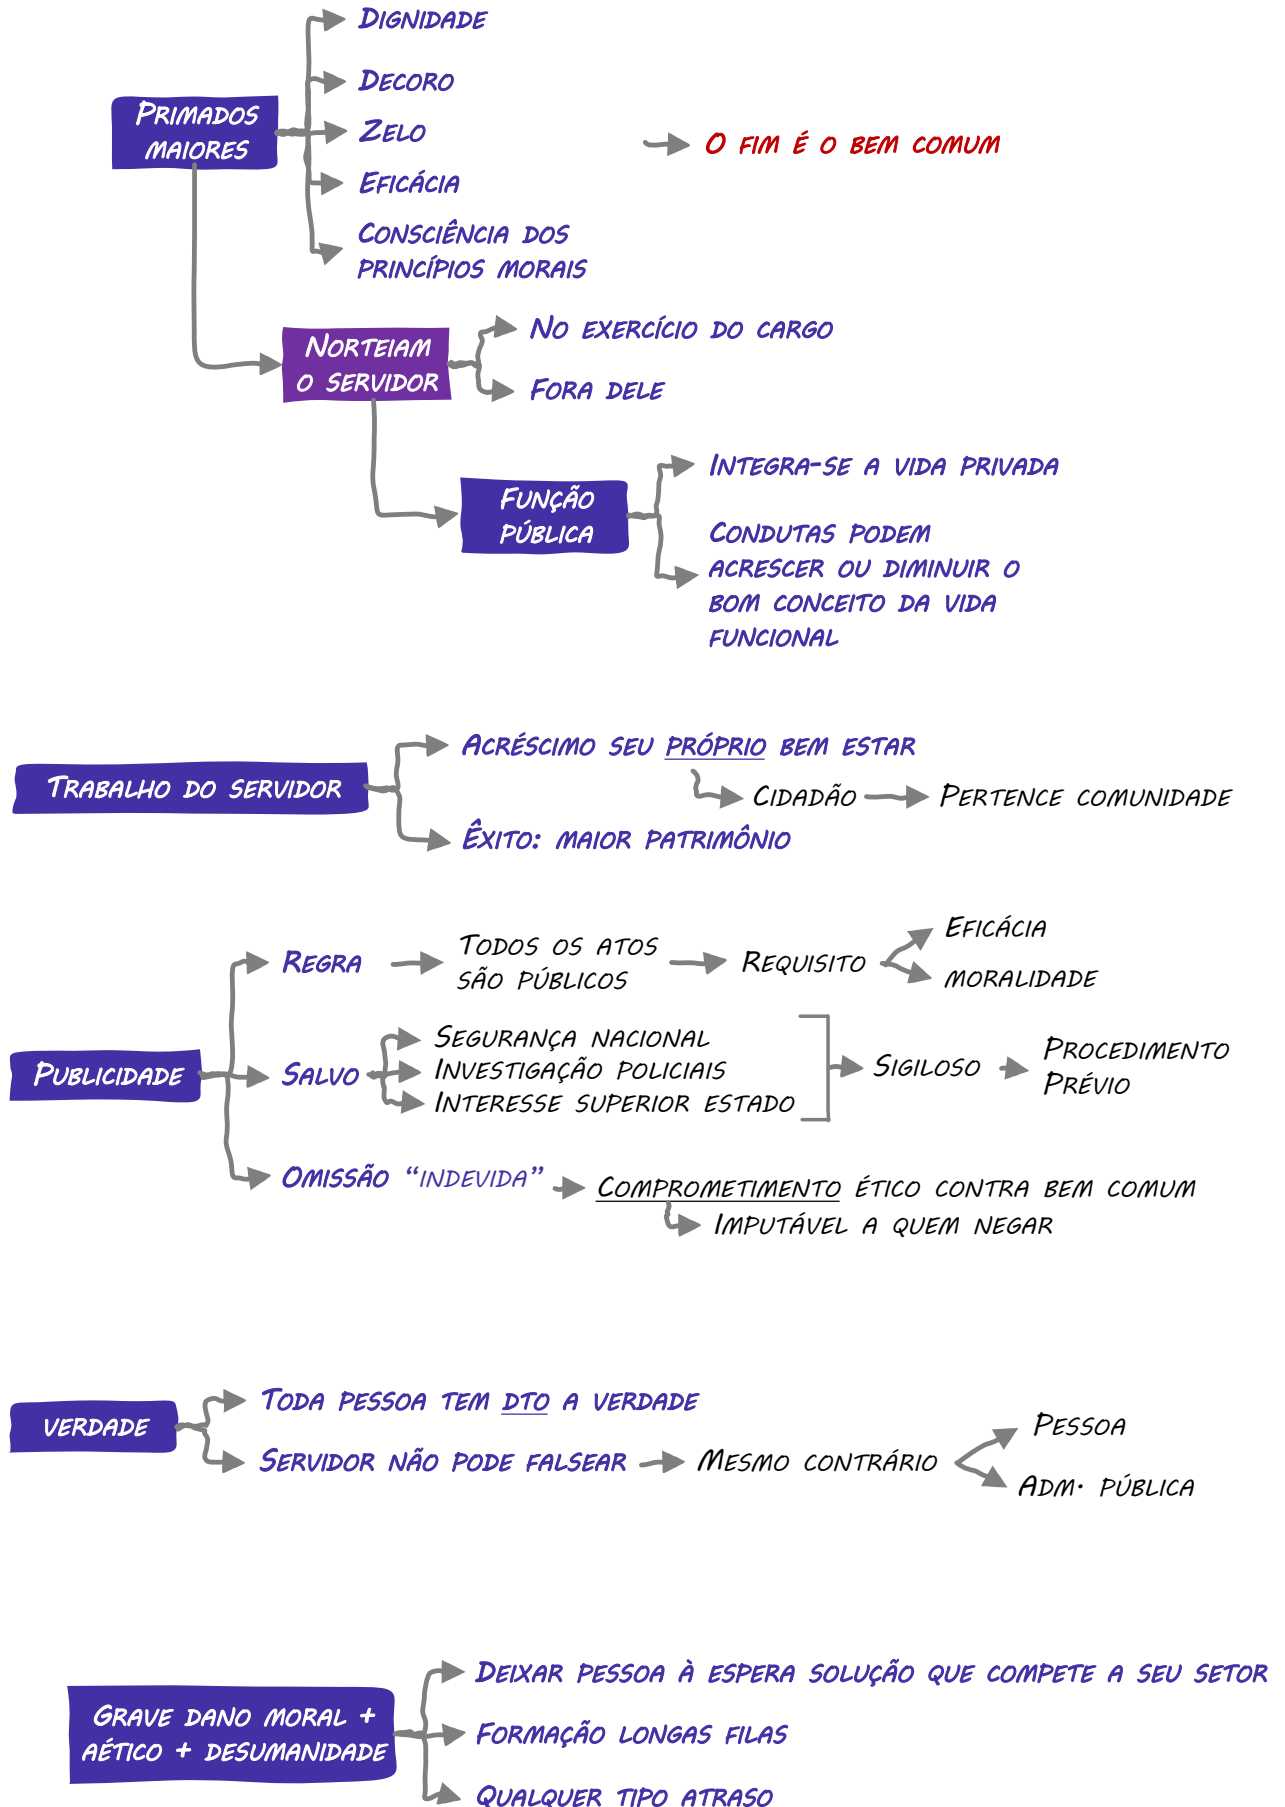 Dignidade
Decoro
Primados
maiores
Zelo
O fim é o bem comum
Eficácia
Consciência dos
princípios morais
Norteiam
o servidor
No exercício do cargo
Fora dele
Função
pública
Integra-se a vida privada
Condutas podem
acrescer ou diminuir o
bom conceito da vida
funcional
Trabalho do servidor
Acréscimo seu próprio bem estar
Cidadão
Pertence comunidade
Êxito: maior patrimônio
Publicidade
Regra
Todos os atos
são públicos
Requisito
Eficácia
moralidade
Salvo
Segurança nacional
Investigação policiais
Interesse superior estado
Sigiloso
Procedimento
Prévio
Omissão “indevida”
Comprometimento ético contra bem comum
Imputável a quem negar
verdade
Toda pessoa tem dto a verdade
Servidor não pode falsear
Mesmo contrário
Pessoa
Adm. pública
Grave dano moral +
aético + desumanidade
Deixar pessoa à espera solução que compete a seu setor
Formação longas filas
Qualquer tipo atraso